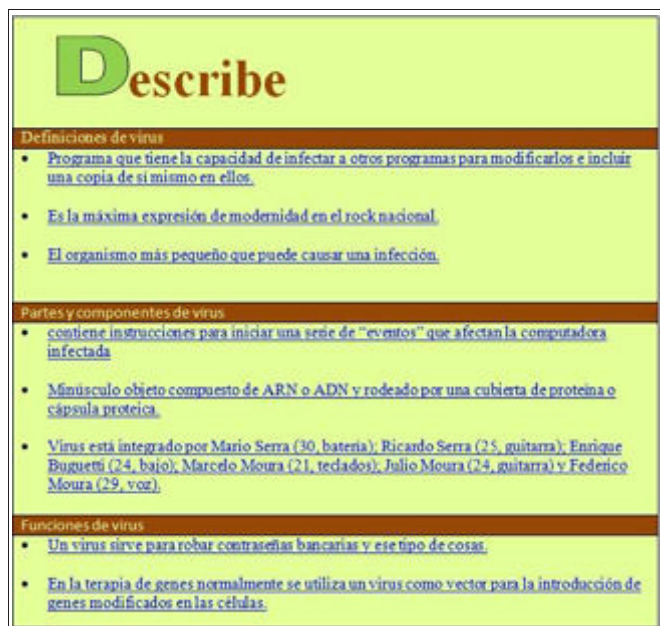 Describe
Definiciones de virus
• Programa que tiene la capacidad de infectar a otros programas para modificarlos e incluir
una copia de sí mismo en ellos.
• Es la máxima expresión de modernidad en el rock nacional.
• El organismo más pequeño que puede causar una infección.
Partes y componentes de virus
• contiene instrucciones para iniciar una serie de “eventos” que afectan la computadora
infectada
• Minúsculo objeto compuesto de ARN o ADN y rodeado por una cubierta de proteína o
cápsula proteica.
• Virus está integrado por Mario Serra (30, batería); Ricardo Serra (25, guitarra); Enrique
Buguetti (24, bajo); Marcelo Moura (21, teclados); Julio Moura (24, guitarra) y Federico
Moura (29, voz).
Funciones de virus
• Un virus sirve para robar contraseñas bancarias y ese tipo de cosas.
• En la terapia de genes normalmente se utiliza un virus como vector para la introducción de
genes modificados en las células.